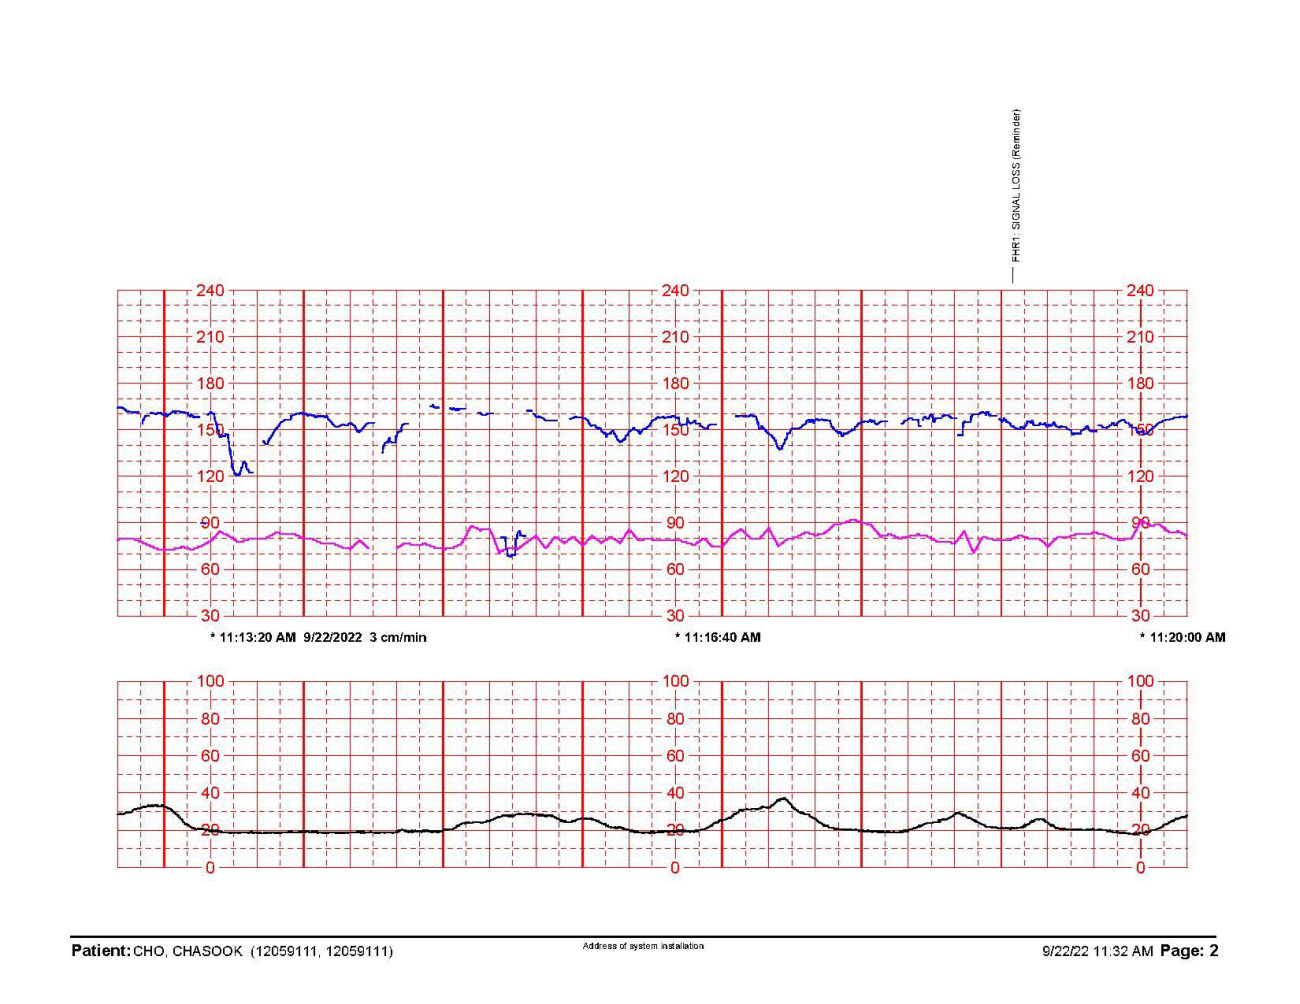 FHR1: SIGNAL LOSS (Reminder)
240 240 240
210 210 210
180 180 180
150 150 150
120 120 120
90 90 90
60 60 60
30 30 30
* 11:13:20 AM 9/22/2022 3 cm/min * 11:16:40 AM * 11:20:00 AM
100 100 100
80 80 80
60 60 60
40 40 40
20 20 20
0 0 0
Patient: CHO, CHASOOK (12059111, 12059111) Address of system installation 9/22/22 11:32 AM Page: 2